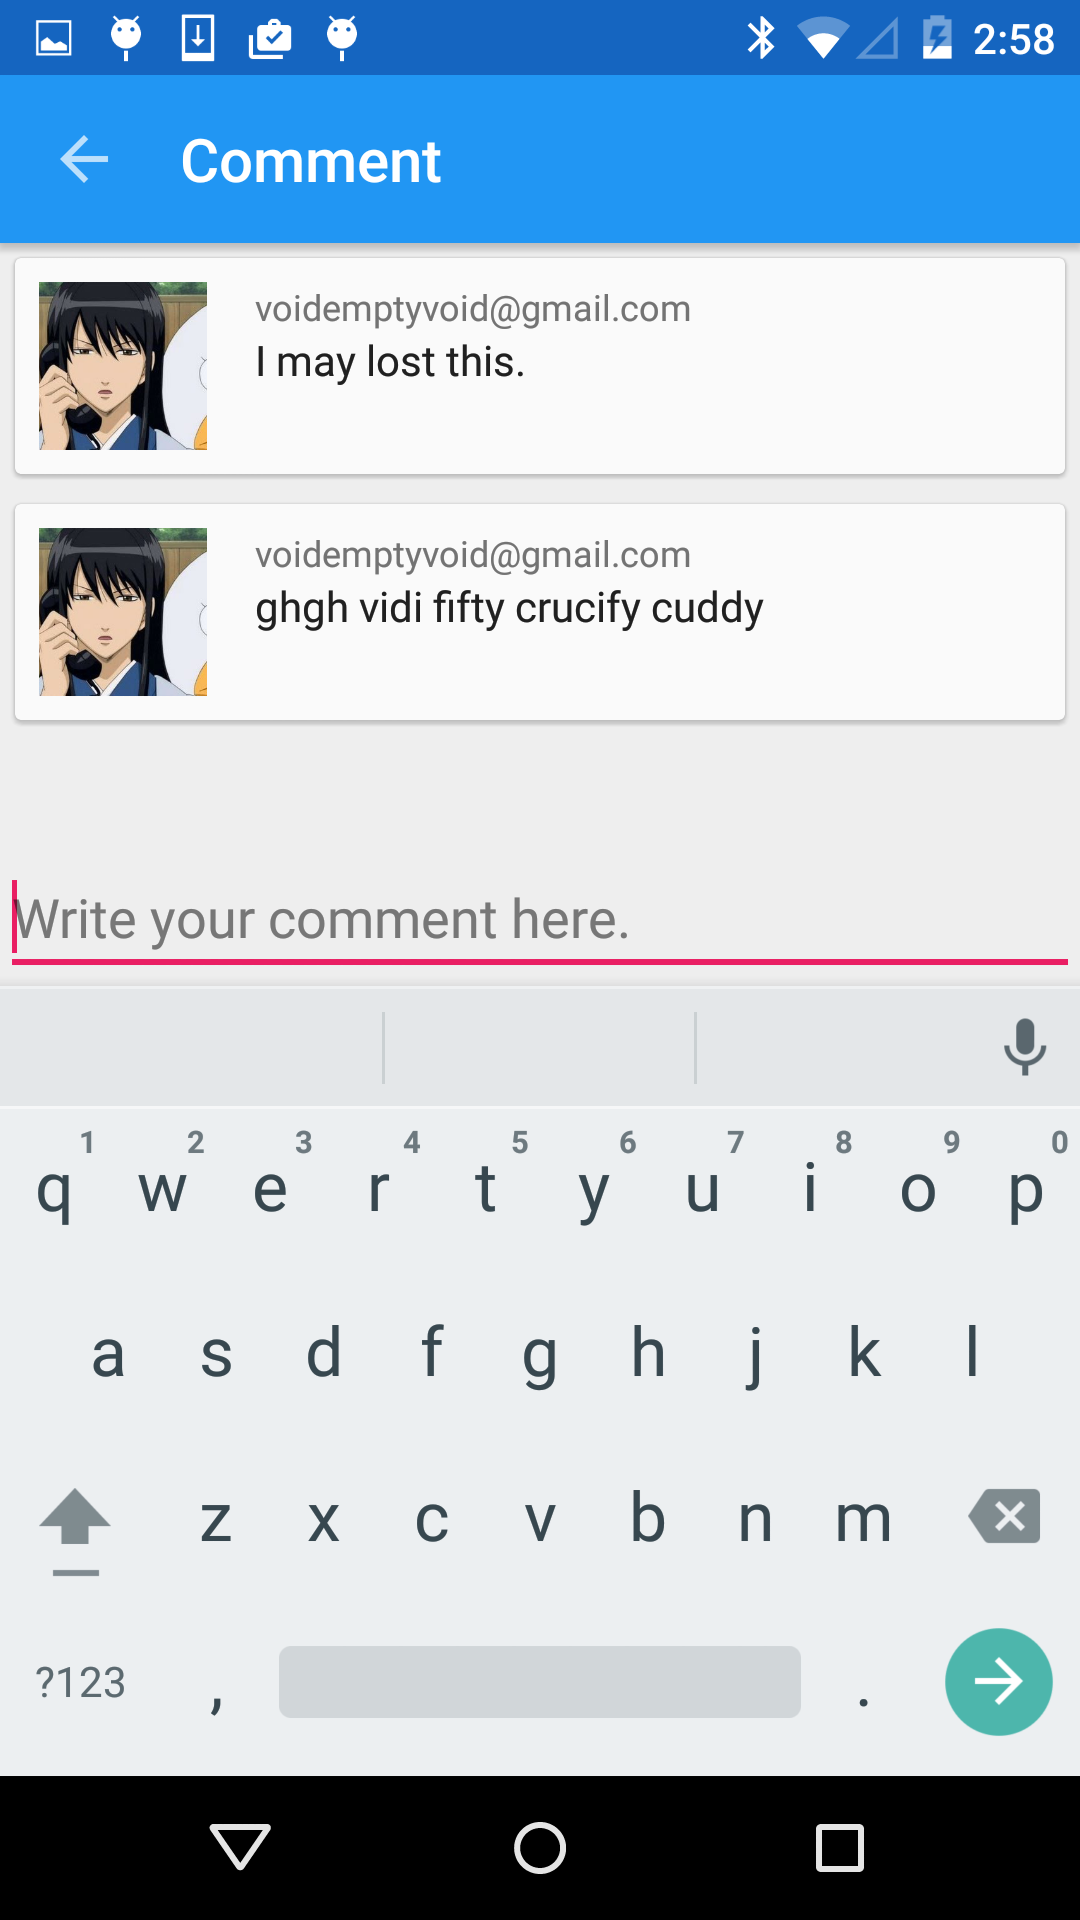 2:58
Comment
voidemptyvoid@gmail.com
I may lost this.
voidemptyvoid@gmail.com
ghgh vidi fifty crucify cuddy
Write your comment here.
1 2 3 4 5 6 7 8 9 0
q w e r t y u i o p
a s d f g h j k l
z x c v b n m
?123 , .